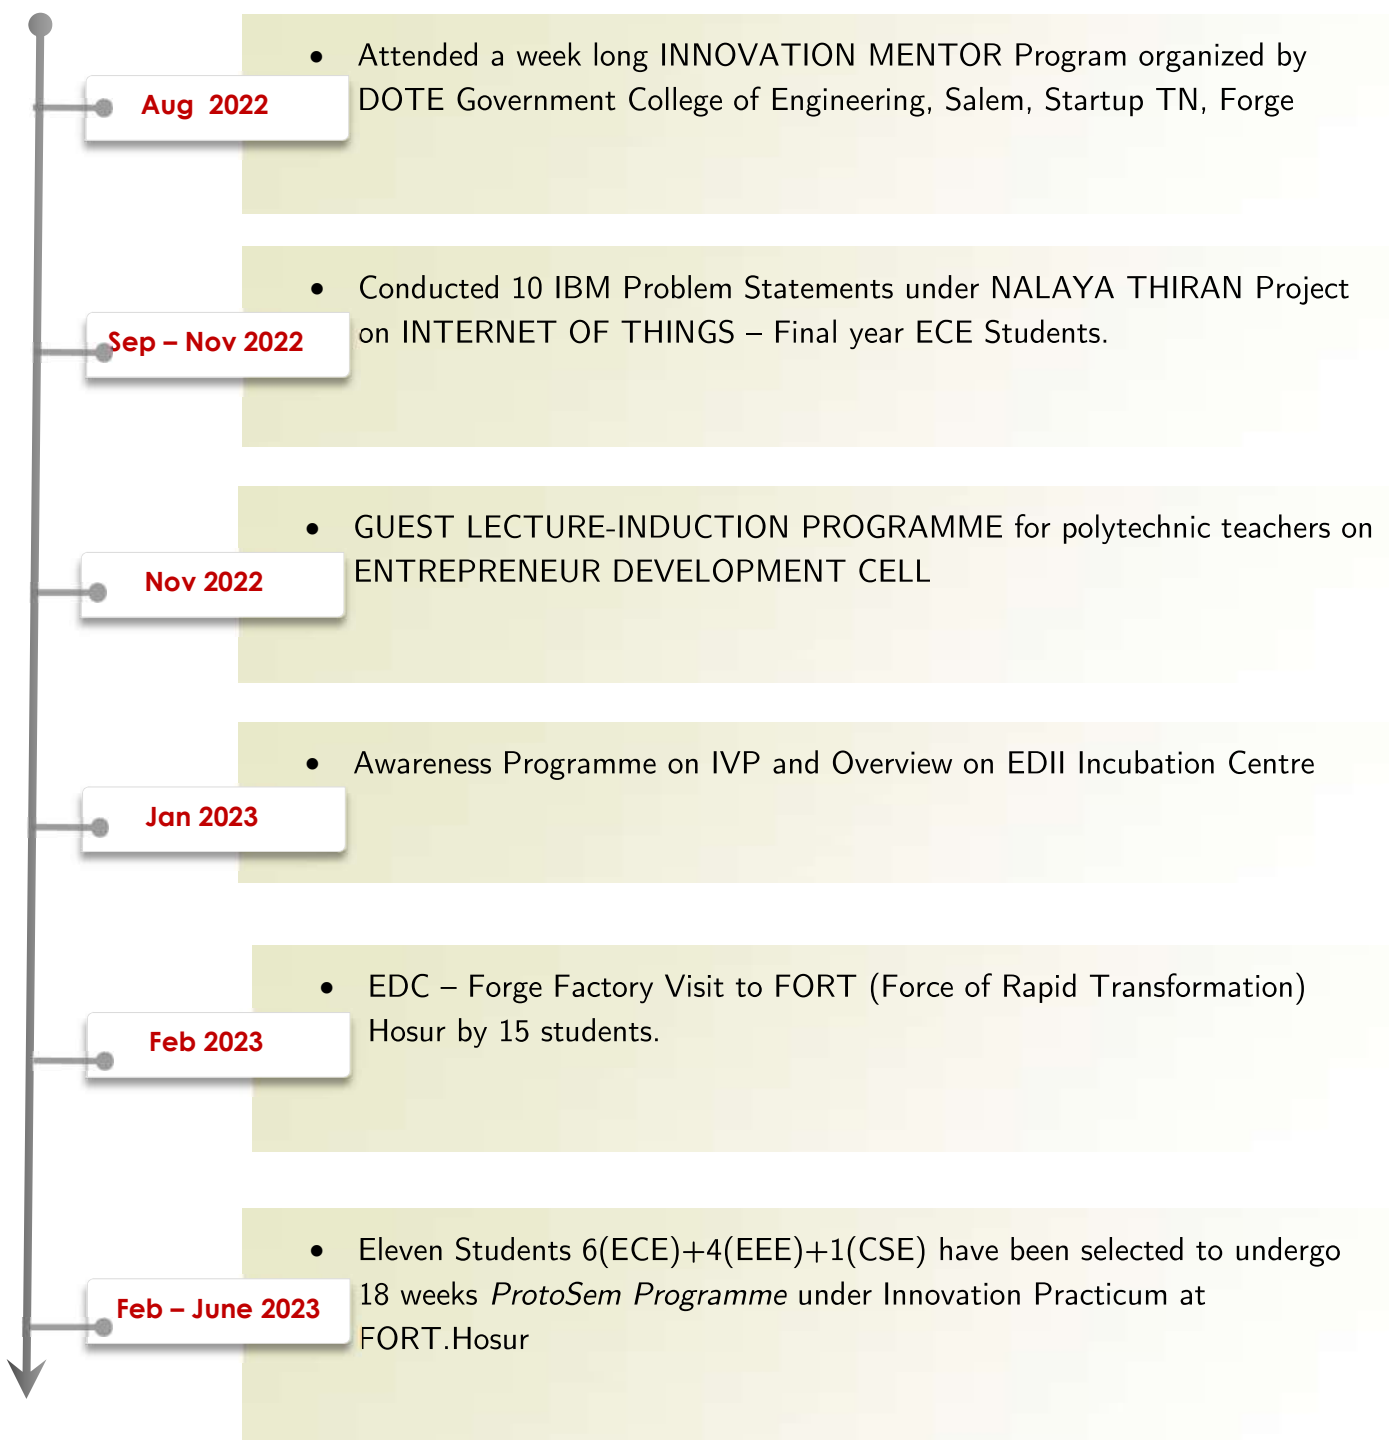 • Attended a week long INNOVATION MENTOR Program organized by
DOTE Government College of Engineering, Salem, Startup TN, Forge
Aug 2022
• Conducted 10 IBM Problem Statements under NALAYA THIRAN Project
on INTERNET OF THINGS – Final year ECE Students.
Sep – Nov 2022
• GUEST LECTURE-INDUCTION PROGRAMME for polytechnic teachers on
ENTREPRENEUR DEVELOPMENT CELL
Nov 2022
• Awareness Programme on IVP and Overview on EDII Incubation Centre
Jan 2023
• EDC – Forge Factory Visit to FORT (Force of Rapid Transformation)
Hosur by 15 students.
Feb 2023
• Eleven Students 6(ECE)+4(EEE)+1(CSE) have been selected to undergo
18 weeks ProtoSem Programme under Innovation Practicum at
FORT.Hosur
Feb – June 2023